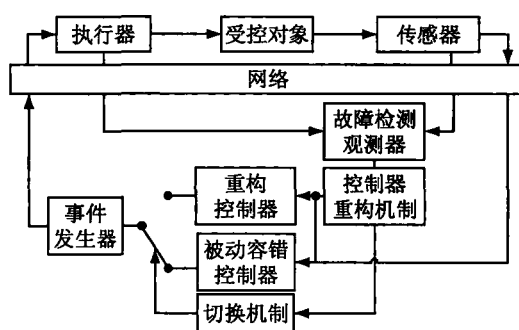 执行器
受控对象
传感器
网络
故障检测
观测器
重构
控制器
控制器
重构机制
事件
发生器
被动容错
控制器
切换机制